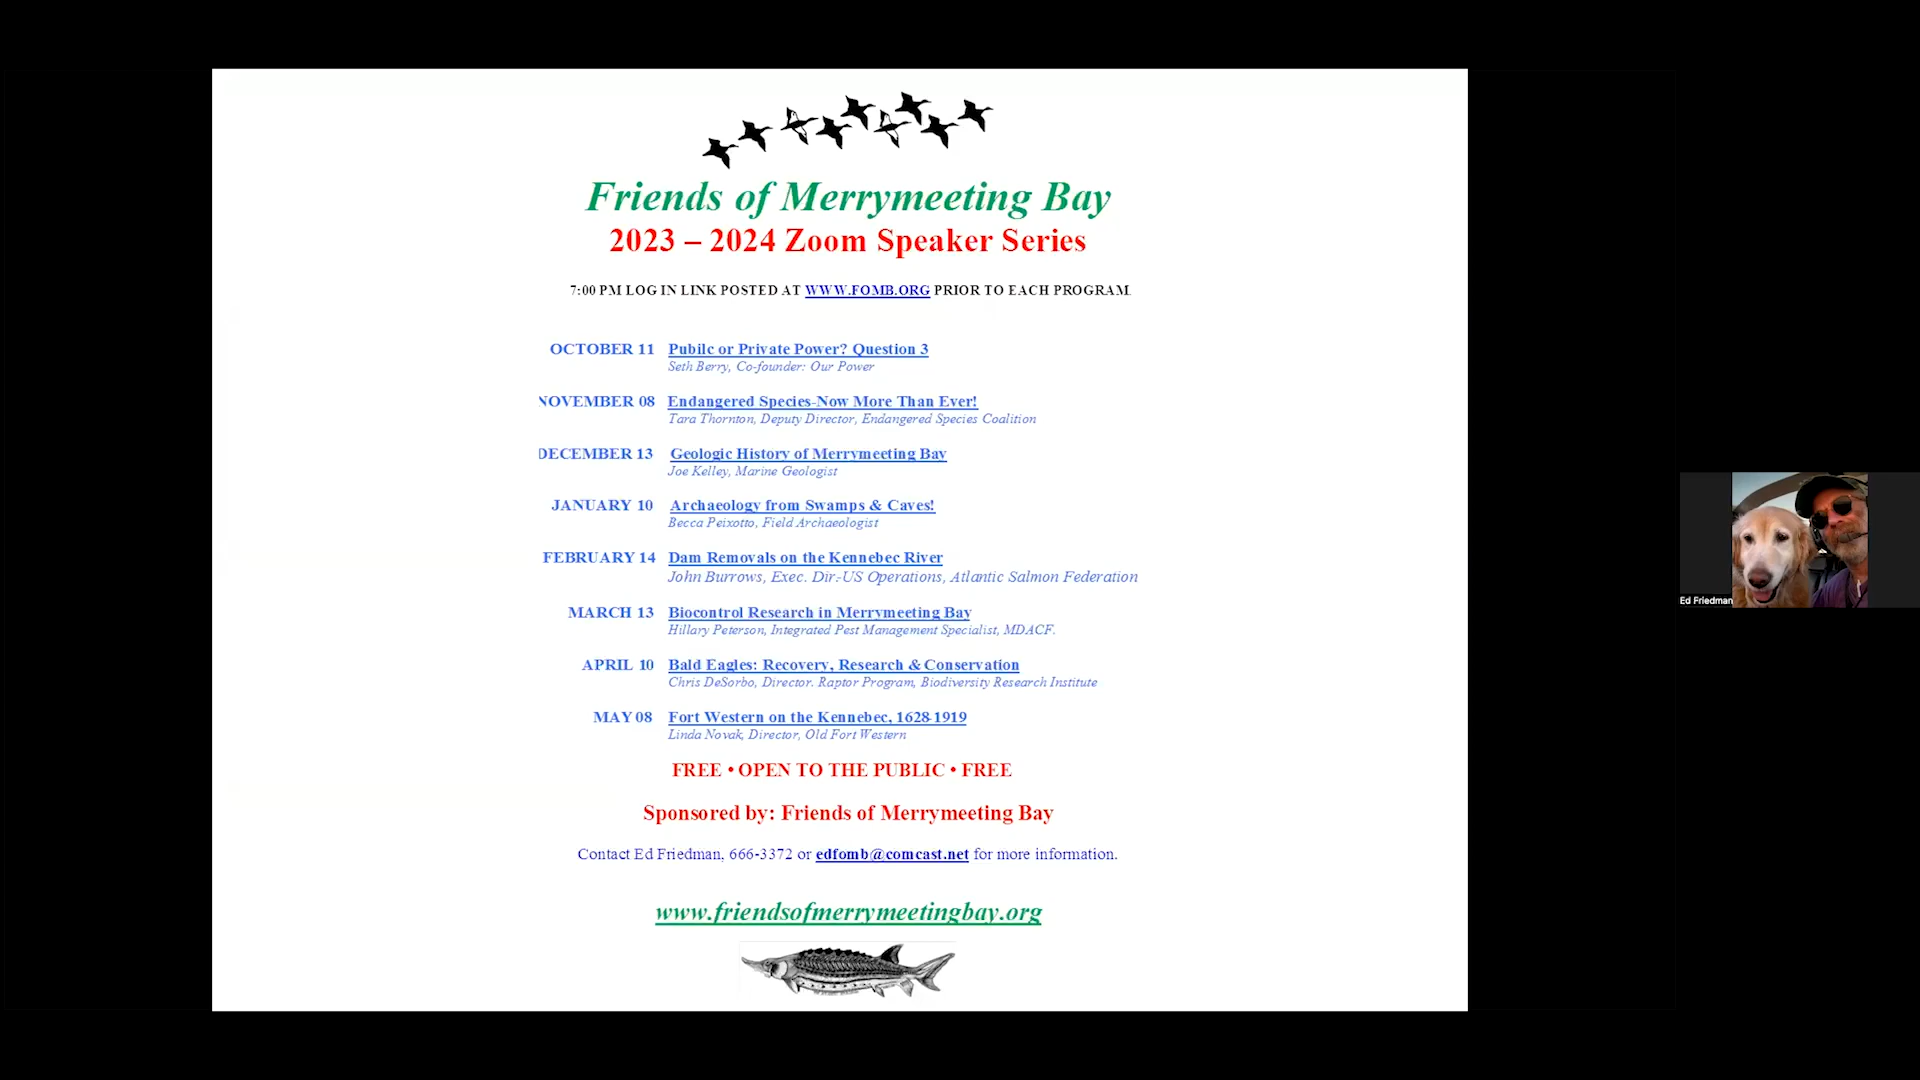 Friends of Merrymeeting Bay
2023 – 2024 Zoom Speaker Series
7:00 PM LOG IN LINK POSTED AT WWW.FOMB.ORG PRIOR TO EACH PROGRAM.
OCTOBER 11 Pubilc or Private Power? Question 3
Seth Berry, Co-founder: Our Power
NOVEMBER 08 Endangered Species-Now More Than Ever!
Tara Thornton, Deputy Director, Endangered Species Coalition
DECEMBER 13 Geologic History of Merrymeeting Bay
Joe Kelley, Marine Geologist
JANUARY 10 Archaeology from Swamps & Caves!
Becca Peixotto, Field Archaeologist
FEBRUARY 14 Dam Removals on the Kennebec River
John Burrows, Exec. Dir.-US Operations, Atlantic Salmon Federation
MARCH 13 Biocontrol Research in Merrymeeting Bay
Hillary Peterson, Integrated Pest Management Specialist, MDACF.
APRIL 10 Bald Eagles: Recovery, Research & Conservation
Chris DeSorbo, Director. Raptor Program, Biodiversity Research Institute
MAY 08 Fort Western on the Kennebec, 1628-1919
Linda Novak, Director, Old Fort Western
FREE • OPEN TO THE PUBLIC • FREE
Sponsored by: Friends of Merrymeeting Bay
Contact Ed Friedman, 666-3372 or edfomb@comcast.net for more information.
www.friendsofmerrymeetingbay.org
Ed Friedman